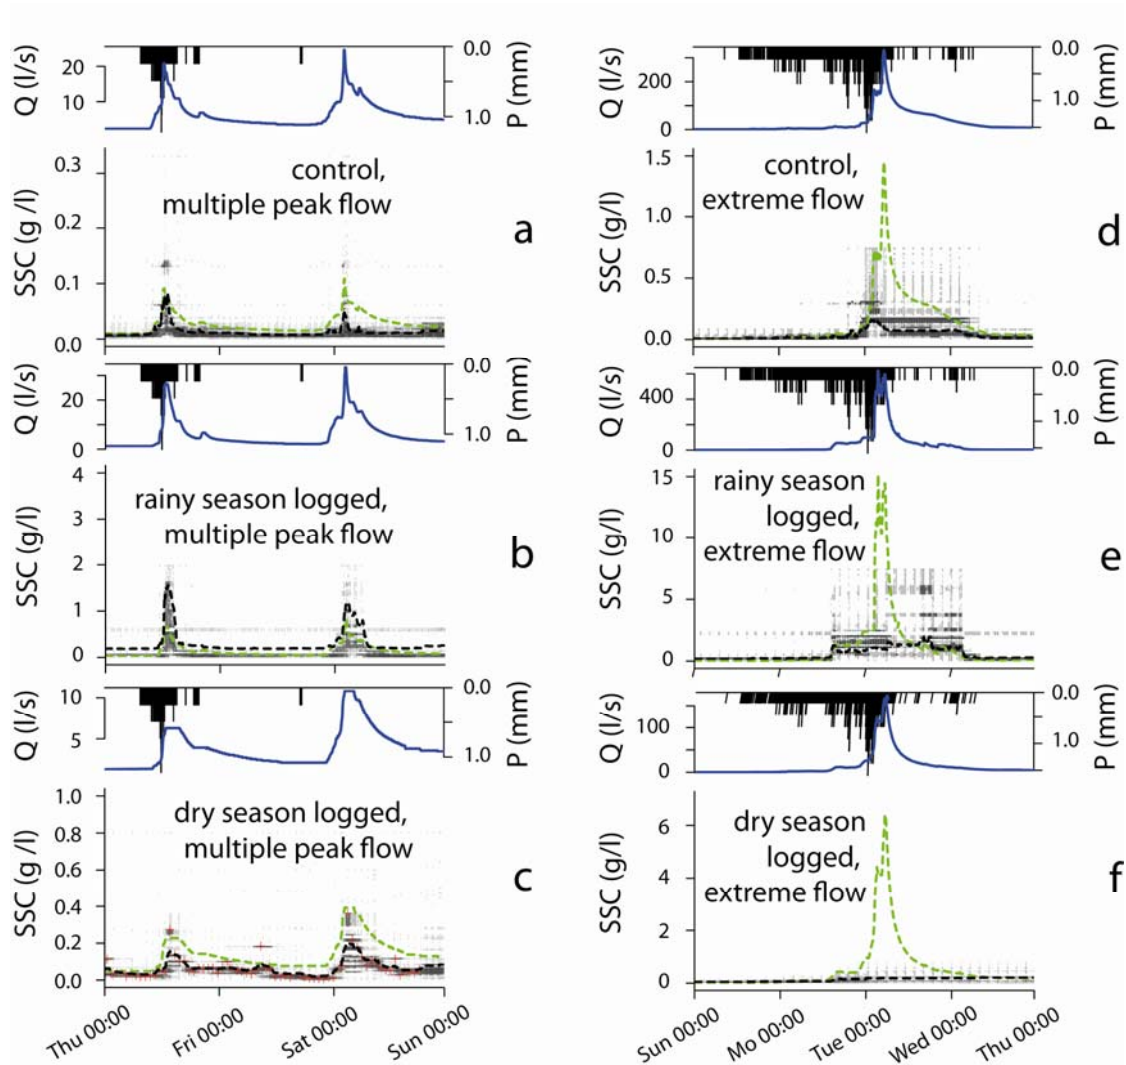 Q (l/s)
20
10
0.0
1.0
P (mm)
SSC (g /l)
0.3
0.2
0.1
0.0
control,
multiple peak flow
a
Q (l/s)
20
0
0.0
1.0
P (mm)
SSC (g/l)
4
3
2
1
0
rainy season logged,
multiple peak flow
b
Q (l/s)
10
5
0.0
1.0
P (mm)
SSC (g/l)
1.0
0.8
0.6
0.4
0.2
0.0
dry season logged,
multiple peak flow
c
Thu 00:00
Fri 00:00
Sat 00:00
Sun 00:00
Q (l/s)
200
0
0.0
1.0
P (mm)
SSC (g/l)
1.5
1.0
0.5
0.0
control,
extreme flow
d
Q (l/s)
400
0
0.0
1.0
P (mm)
SSC (g/l)
15
10
5
0
rainy season
logged,
extreme flow
e
Q (l/s)
100
0
0.0
1.0
P (mm)
SSC (g/l)
6
4
2
0
dry season
logged,
extreme flow
f
Sun 00:00
Mo 00:00
Tue 00:00
Wed 00:00
Thu 00:00